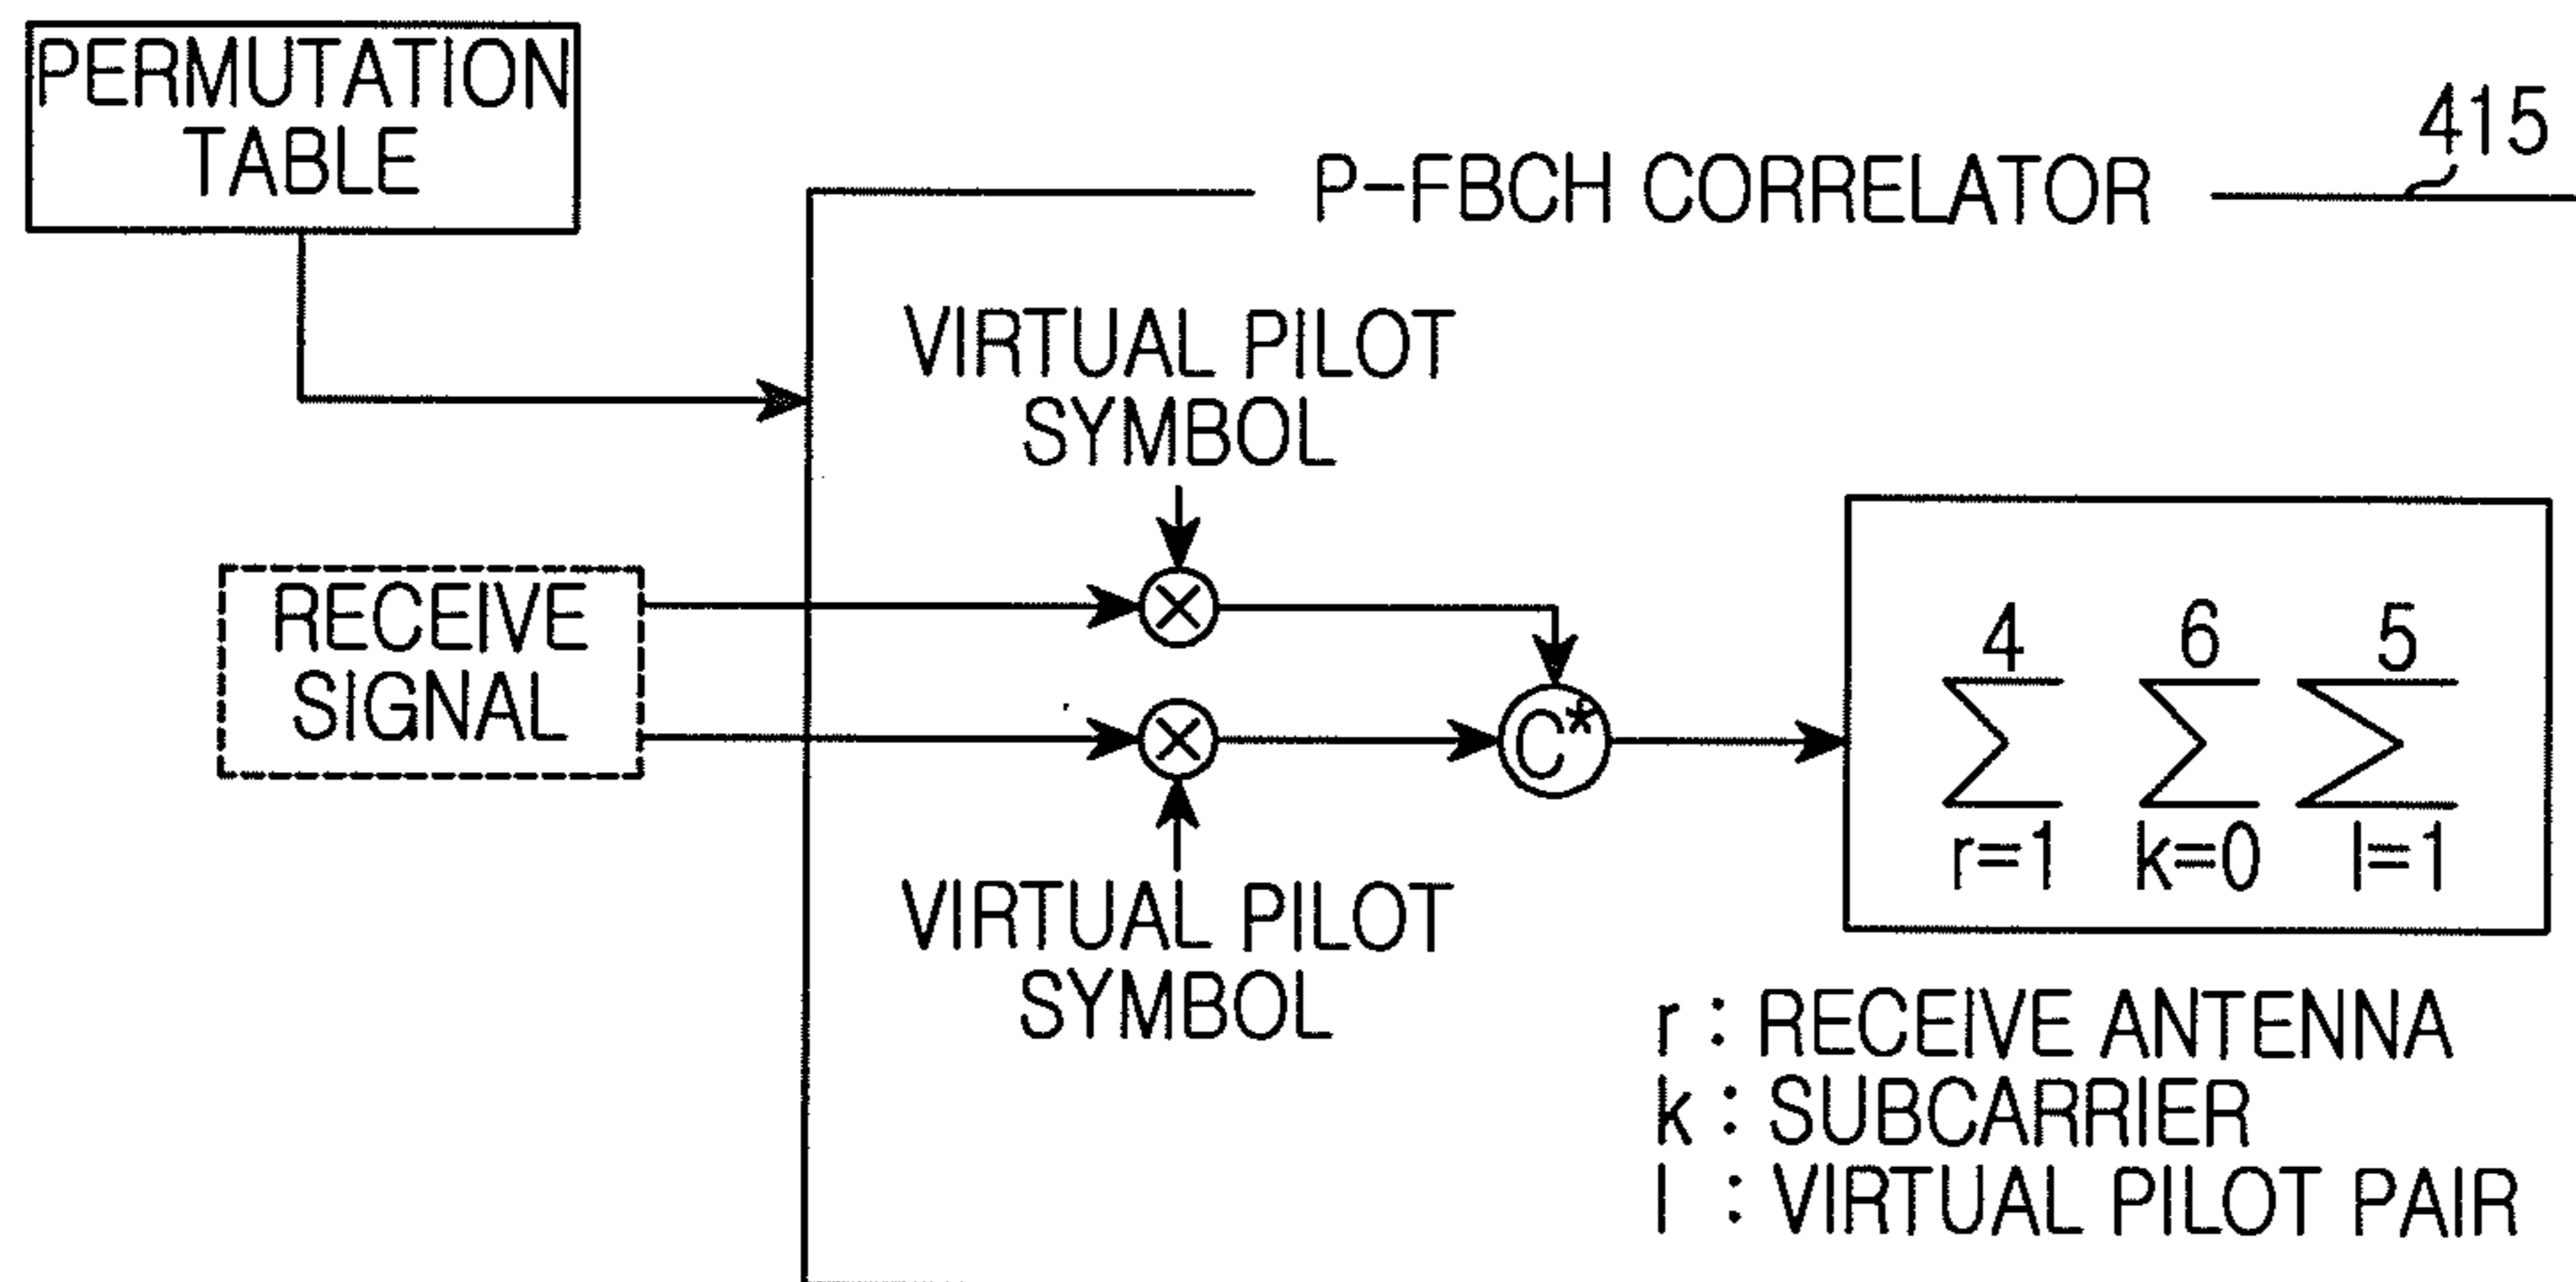 PERMUTATION
TABLE
415
P-FBCH CORRELATOR
VIRTUAL PILOT
SYMBOL
RECEIVE
SIGNAL
C*
4 6 5
∑ ∑ ∑
r=1 k=0 l=1
VIRTUAL PILOT
SYMBOL
r : RECEIVE ANTENNA
k : SUBCARRIER
l : VIRTUAL PILOT PAIR